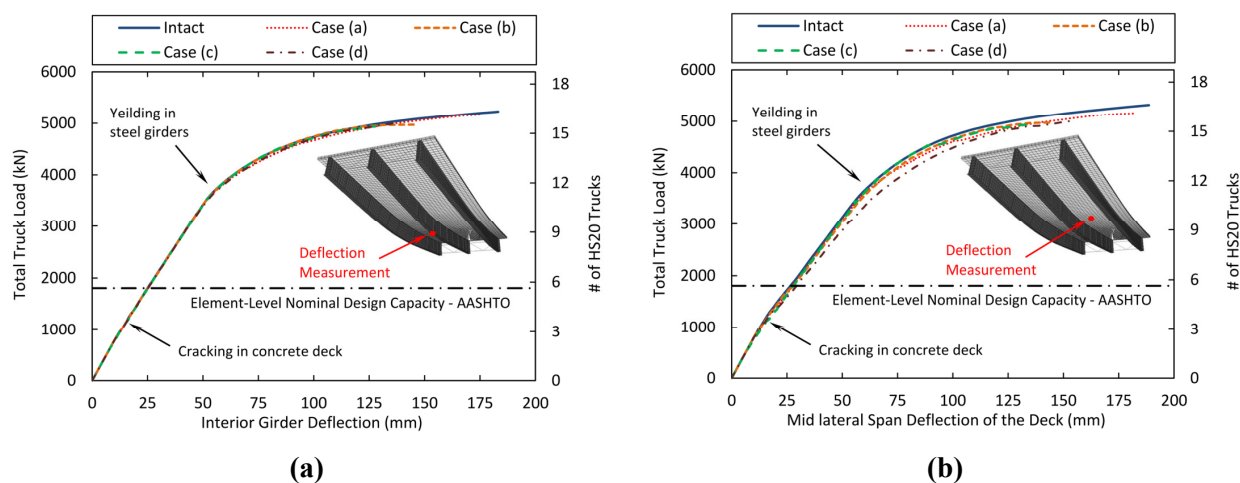 Intact
Case (a)
Case (b)
Case (c)
Case (d)
6000
5000
4000
3000
2000
1000
0
Total Truck Load (kN)
18
15
12
9
6
3
0
# of HS20 Trucks
Yeilding in
steel girders
Deflection
Measurement
Element-Level Nominal Design Capacity - AASHTO
Cracking in concrete deck
0 25 50 75 100 125 150 175 200
Interior Girder Deflection (mm)
(a)
Intact
Case (a)
Case (b)
Case (c)
Case (d)
6000
5000
4000
3000
2000
1000
0
Total Truck Load (kN)
18
15
12
9
6
3
0
# of HS20 Trucks
Yeilding in
steel girders
Deflection
Measurement
Element-Level Nominal Design Capacity - AASHTO
Cracking in concrete deck
0 25 50 75 100 125 150 175 200
Mid lateral Span Deflection of the Deck (mm)
(b)